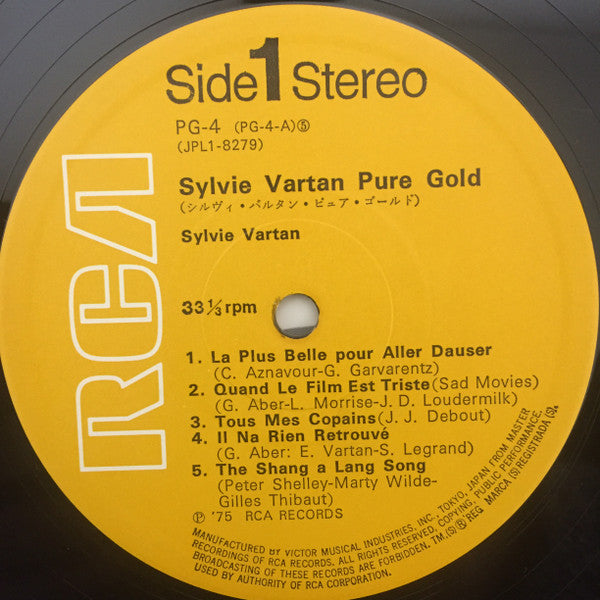 Side 1 Stereo
PG-4 (PG-4-A)⑤
(JPL1-8279)
RCA
Sylvie Vartan Pure Gold
(シルヴィ・バルタン・ピュア・ゴールド)
Sylvie Vartan
33⅓rpm
1. La Plus Belle pour Aller Dauser
(C. Aznavour-G. Garvarentz)
2. Quand Le Film Est Triste(Sad Movies)
(G. Aber-L. Morrise-J. D. Loudermilk)
3. Tous Mes Copains(J. J. Debout)
4. Il Na Rien Retrouvé
(G. Aber: E. Vartan-S. Legrand)
5. The Shang a Lang Song
(Peter Shelley-Marty Wilde-
Gilles Thibaut)
℗ '75 RCA RECORDS
MANUFACTURED BY VICTOR MUSICAL INDUSTRIES, INC. TOKYO, JAPAN FROM MASTER
RECORDINGS OF RCA RECORDS. ALL RIGHTS RESERVED, COPYING, PUBLIC PERFORMANCE,
BROADCASTING OF THESE RECORDS ARE FORBIDDEN. TM.(S) ® REG MARCA (S) REGISTRADA (S)
USED BY AUTHORITY OF RCA CORPORATION.